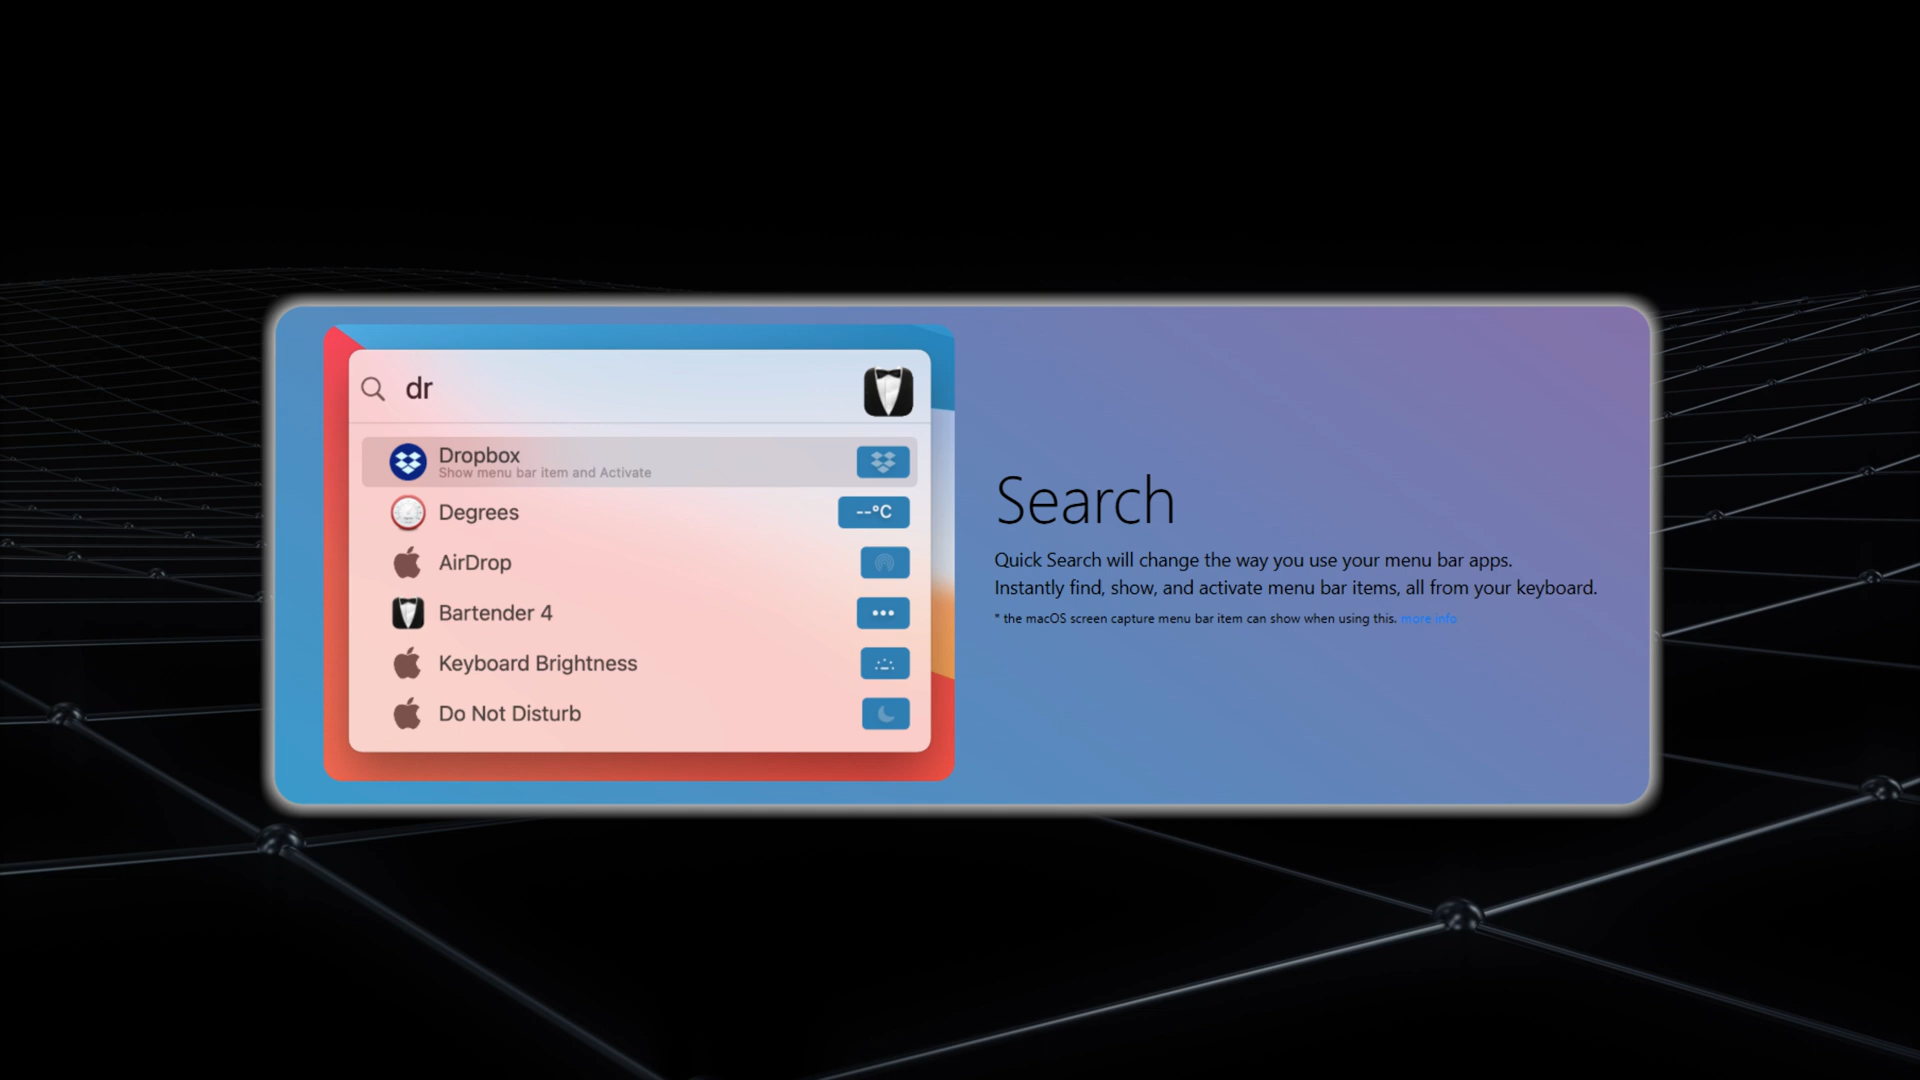 dr
Dropbox
Show menu bar item and Activate
Degrees
--°C
AirDrop
Bartender 4
Keyboard Brightness
Do Not Disturb
Search
Quick Search will change the way you use your menu bar apps.
Instantly find, show, and activate menu bar items, all from your keyboard.
* the macOS screen capture menu bar item can show when using this. more info